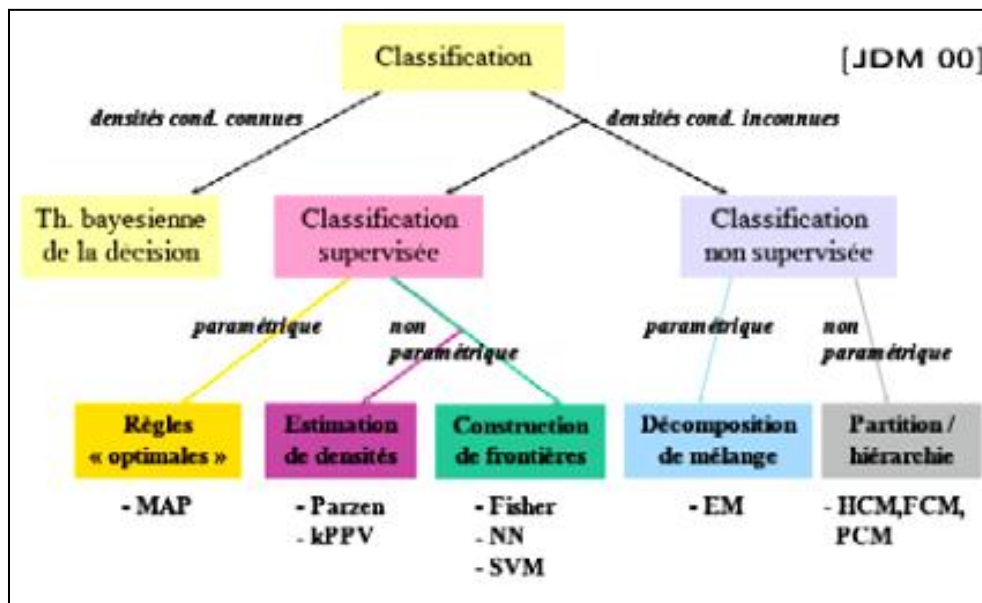 Classification
[JDM 00]
densités cond. connues
densités cond. inconnues
Th. bayesienne
de la décision
Classification
supervisée
Classification
non supervisée
paramétrique
non
paramétrique
paramétrique
non
paramétrique
Règles
« optimales »
Estimation
de densités
Construction
de frontières
Décomposition
de mélange
Partition /
hiérarchie
- MAP
- Parzen
- kPPV
- Fisher
- NN
- SVM
- EM
- HCM,FCM,
PCM